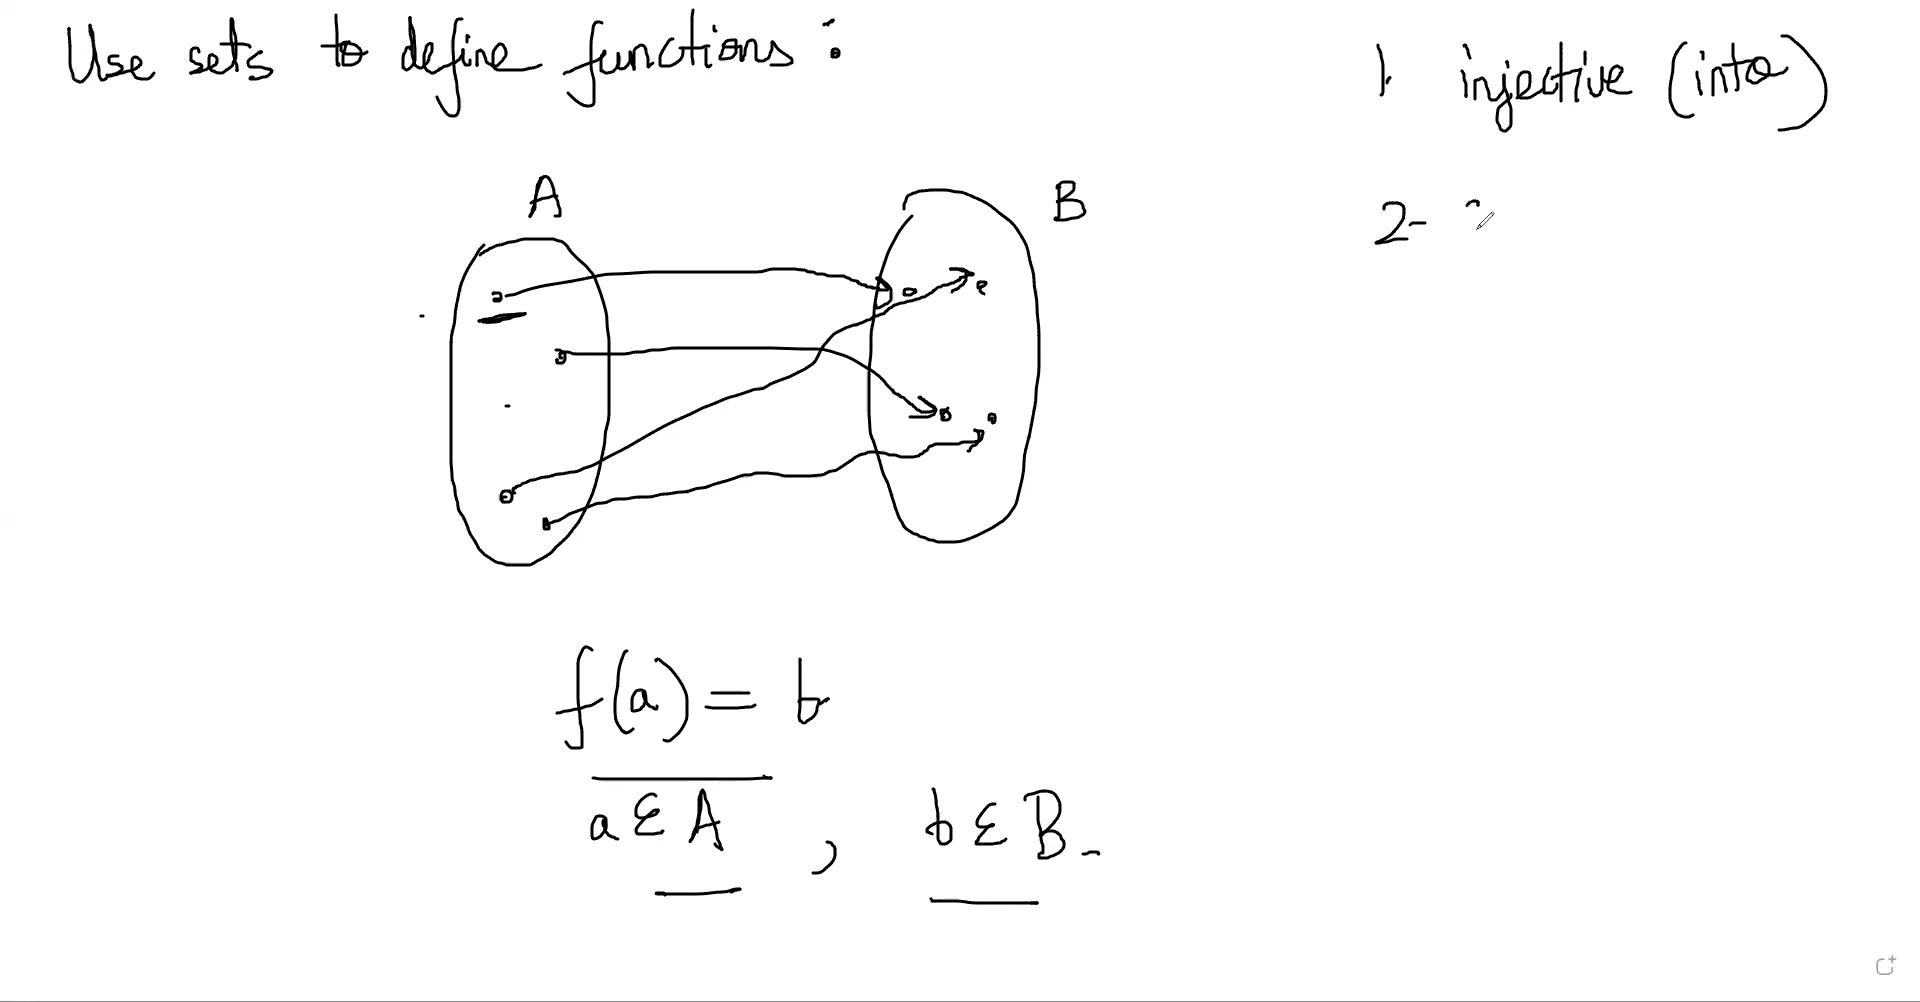 Use sets to define functions :
1. injective (into)
2-
A
B
f(a) = b
a ∈ A , b ∈ B.